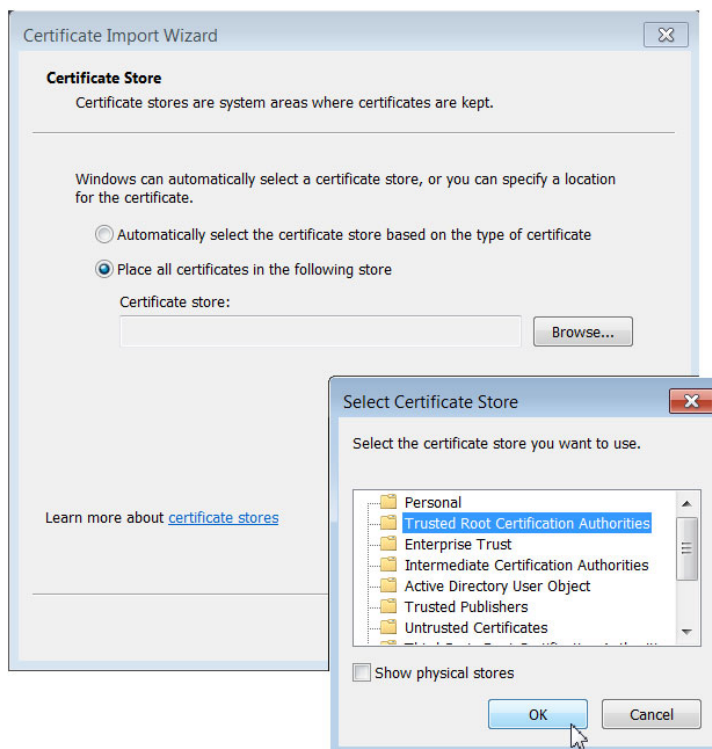 Certificate Import Wizard
Certificate Store
Certificate stores are system areas where certificates are kept.
Windows can automatically select a certificate store, or you can specify a location
for the certificate.
Automatically select the certificate store based on the type of certificate
Place all certificates in the following store
Certificate store:
Browse...
Learn more about certificate stores
Select Certificate Store
Select the certificate store you want to use.
Personal
Trusted Root Certification Authorities
Enterprise Trust
Intermediate Certification Authorities
Active Directory User Object
Trusted Publishers
Untrusted Certificates
Show physical stores
OK
Cancel